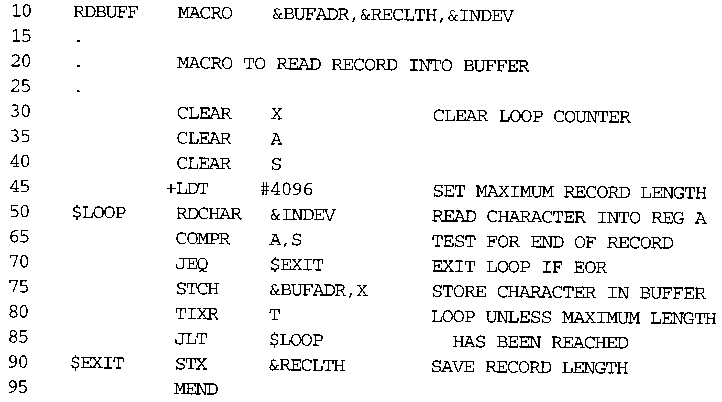 10 RDBUFF MACRO &BUFADR,&RECLTH,&INDEV
15 .
20 . MACRO TO READ RECORD INTO BUFFER
25 .
30 CLEAR X CLEAR LOOP COUNTER
35 CLEAR A
40 CLEAR S
45 +LDT #4096 SET MAXIMUM RECORD LENGTH
50 $LOOP RDCHAR &INDEV READ CHARACTER INTO REG A
65 COMPR A,S TEST FOR END OF RECORD
70 JEQ $EXIT EXIT LOOP IF EOR
75 STCH &BUFADR,X STORE CHARACTER IN BUFFER
80 TIXR T LOOP UNLESS MAXIMUM LENGTH
85 JLT $LOOP HAS BEEN REACHED
90 $EXIT STX &RECLTH SAVE RECORD LENGTH
95 MEND